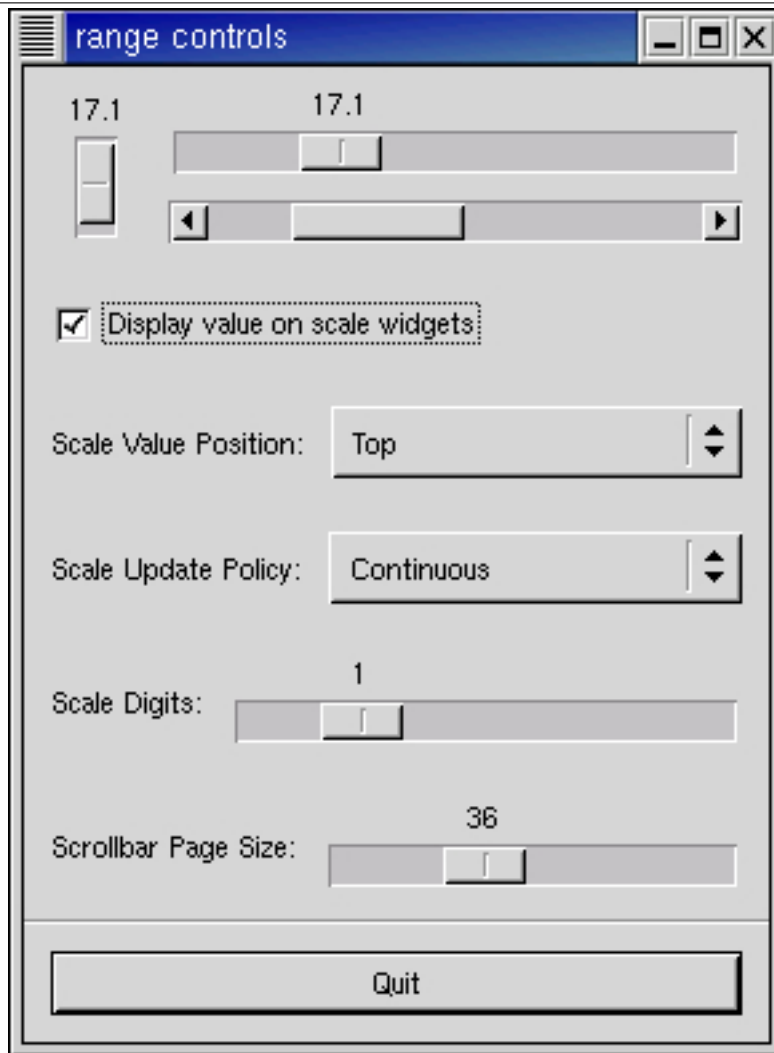 range controls
17.1
17.1
Display value on scale widgets
Scale Value Position:
Top
Scale Update Policy:
Continuous
1
Scale Digits:
36
Scrollbar Page Size:
Quit